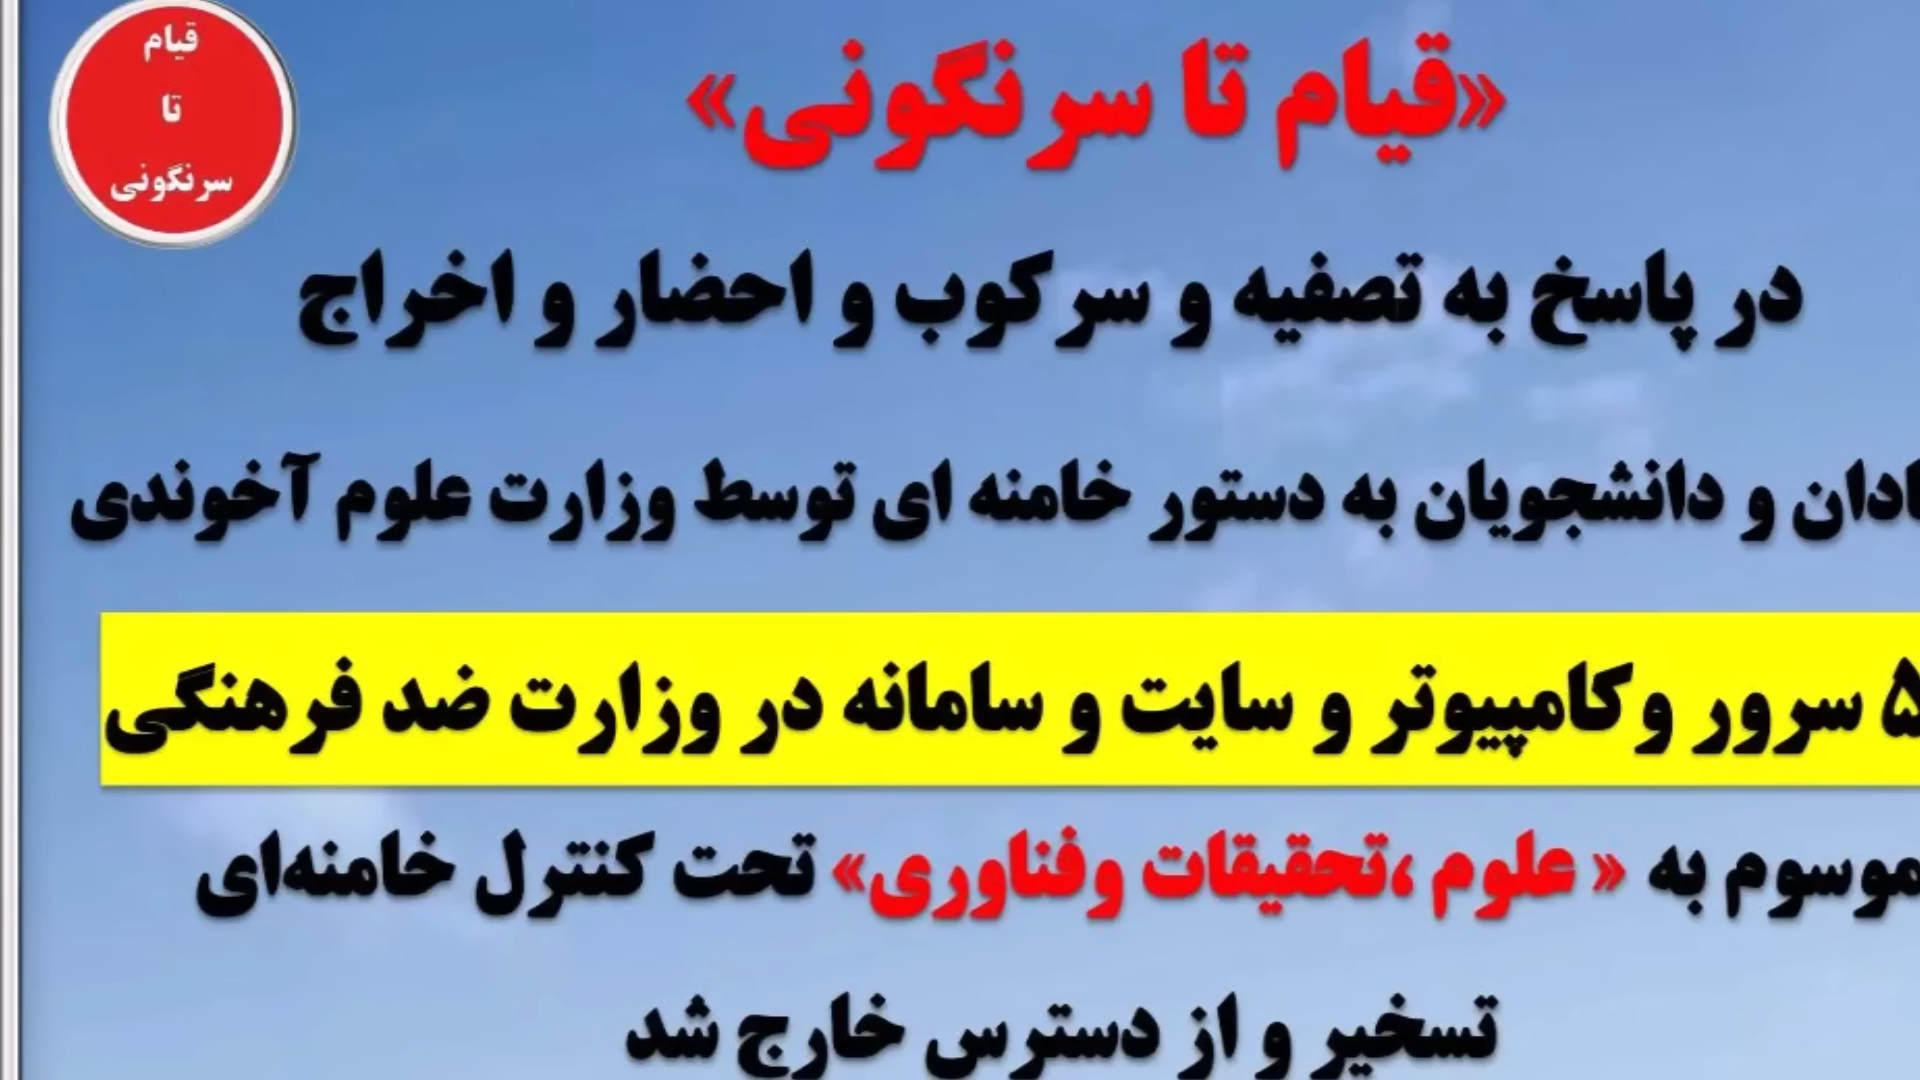 قیام
تا
سرنگونی
«قیام تا سرنگونی»
در پاسخ به تصفیه و سرکوب و احضار و اخراج
و دانشجویان به دستور خامنه ای توسط وزارت علوم آخوندی
سرور وکامپیوتر و سایت و سامانه در وزارت ضد فرهنگی
موسوم به « علوم ،تحقیقات وفناوری» تحت کنترل خامنه‌ای
تسخیر و از دسترس خارج شد